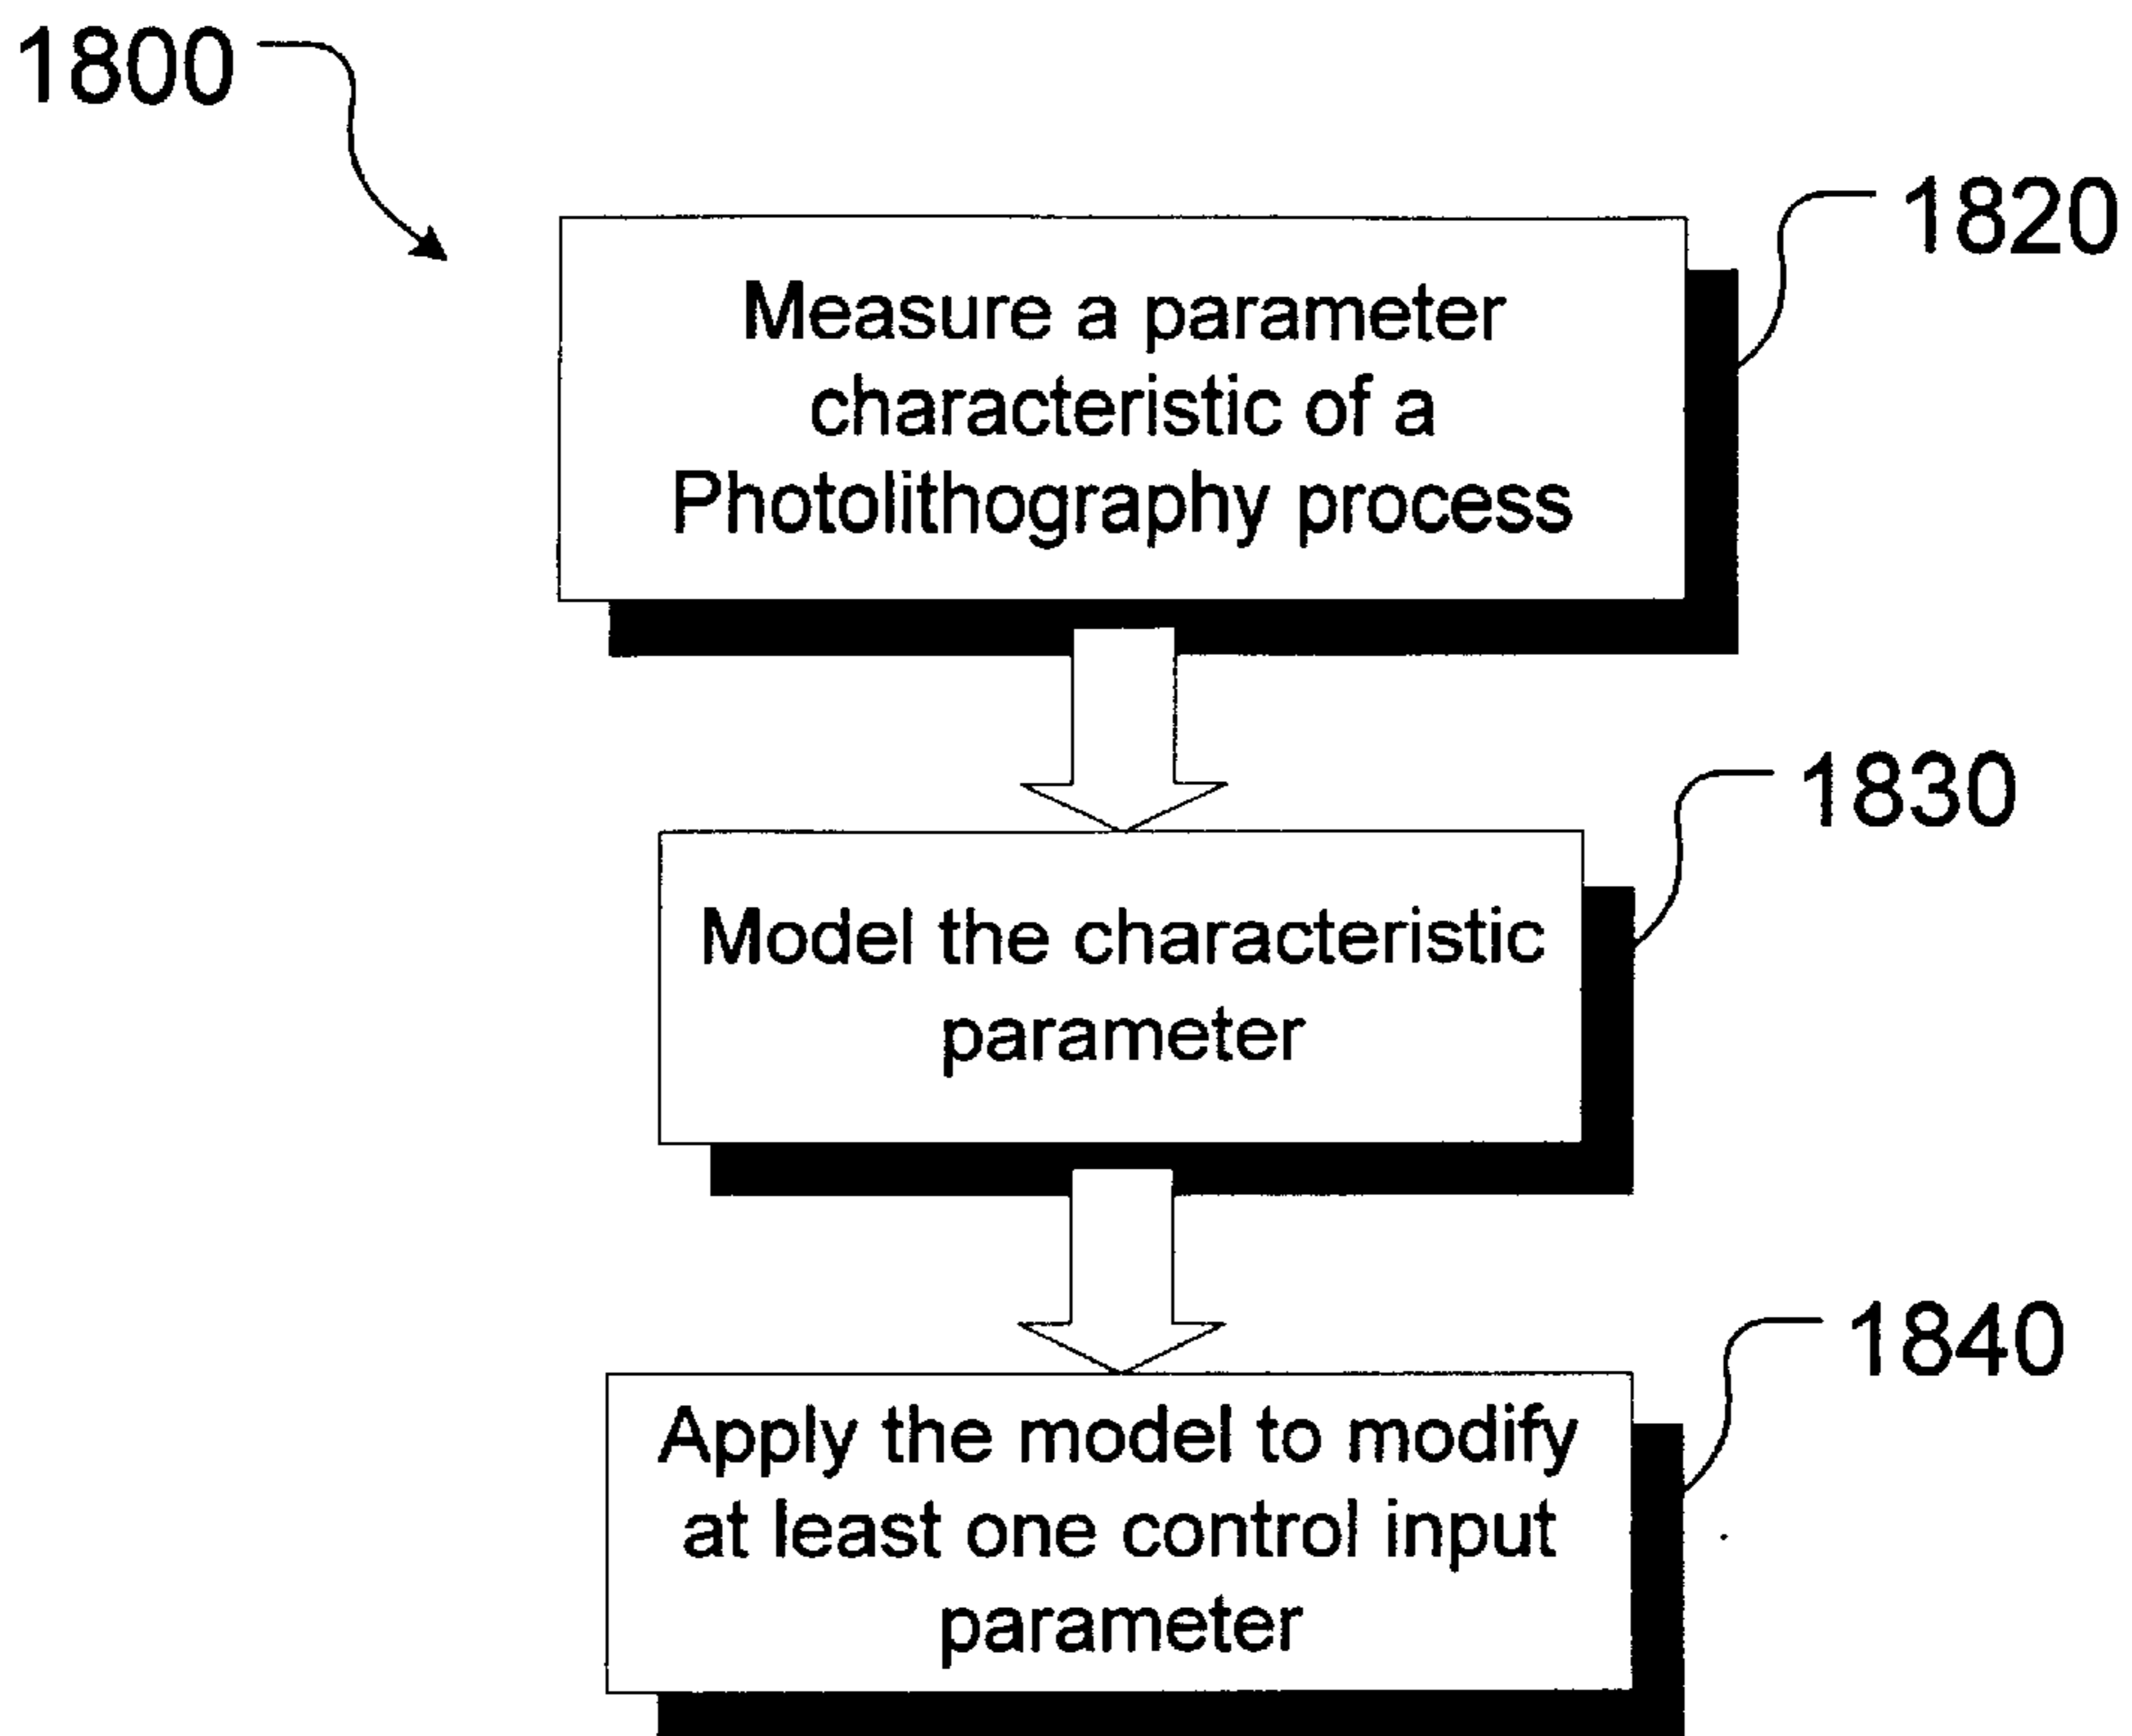 1800
1820
Measure a parameter
characteristic of a
Photolithography process
1830
Model the characteristic
parameter
1840
Apply the model to modify
at least one control input
parameter